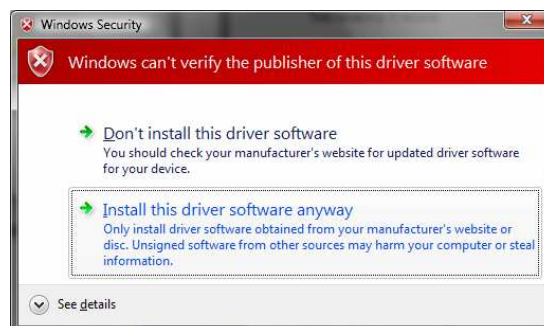 Windows Security
Windows can't verify the publisher of this driver software
Don't install this driver software
You should check your manufacturer's website for updated driver software
for your device.
Install this driver software anyway
Only install driver software obtained from your manufacturer's website or
disc. Unsigned software from other sources may harm your computer or steal
information.
See details